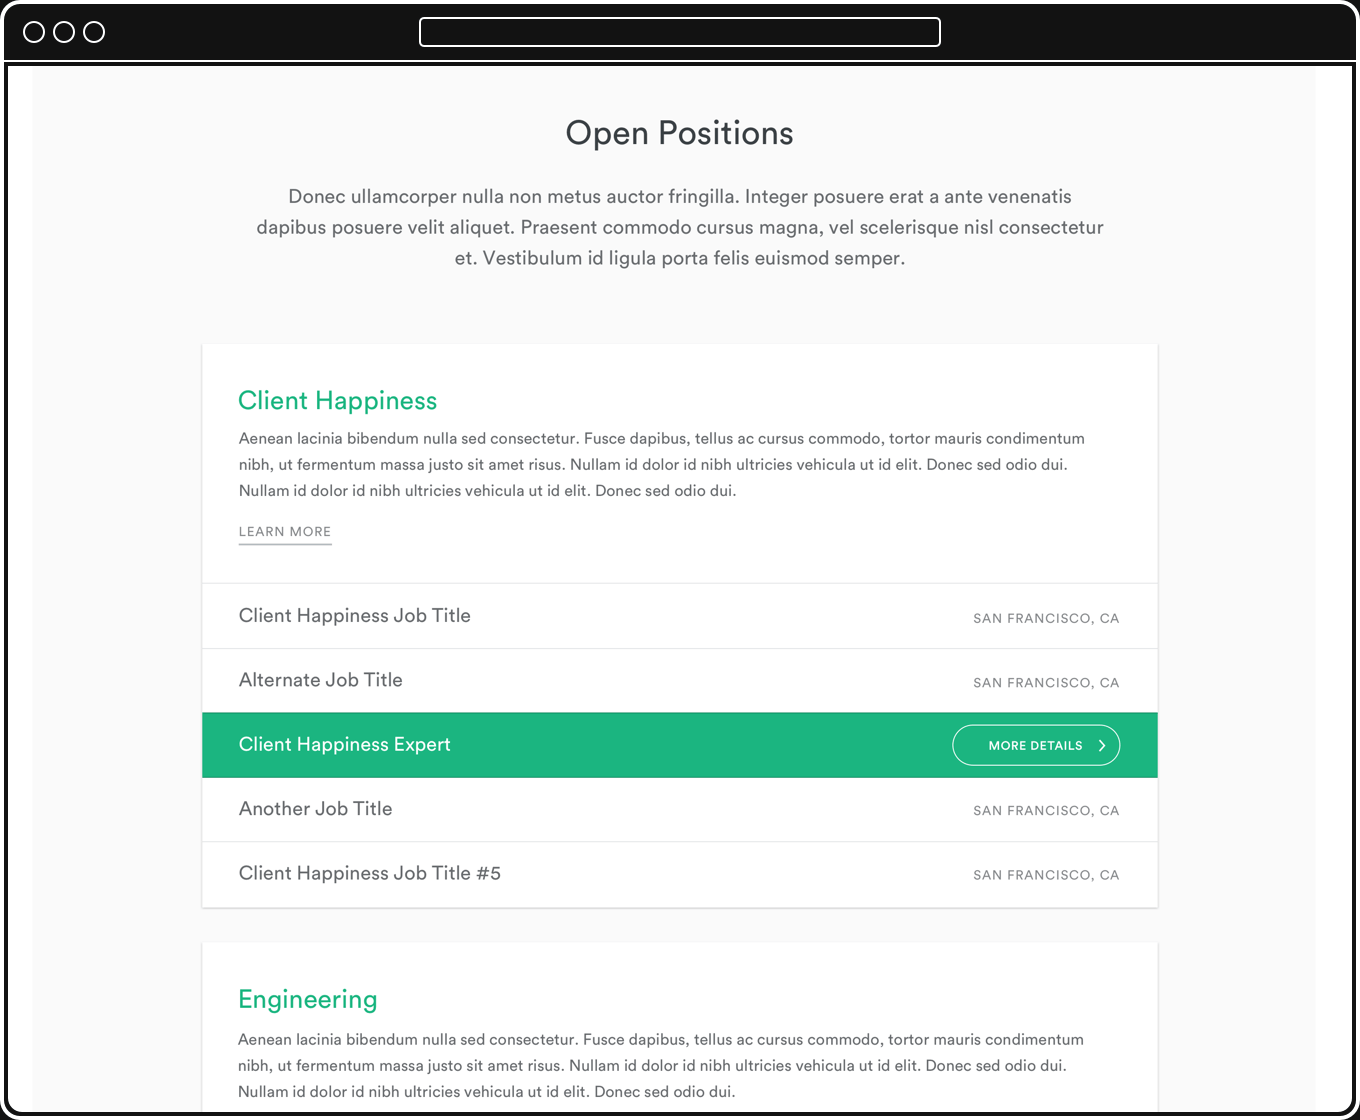 Open Positions
Donec ullamcorper nulla non metus auctor fringilla. Integer posuere erat a ante venenatis
dapibus posuere velit aliquet. Praesent commodo cursus magna, vel scelerisque nisl consectetur
et. Vestibulum id ligula porta felis euismod semper.
Client Happiness
Aenean lacinia bibendum nulla sed consectetur. Fusce dapibus, tellus ac cursus commodo, tortor mauris condimentum
nibh, ut fermentum massa justo sit amet risus. Nullam id dolor id nibh ultricies vehicula ut id elit. Donec sed odio dui.
Nullam id dolor id nibh ultricies vehicula ut id elit. Donec sed odio dui.
LEARN MORE
Client Happiness Job Title SAN FRANCISCO, CA
Alternate Job Title SAN FRANCISCO, CA
Client Happiness Expert MORE DETAILS
Another Job Title SAN FRANCISCO, CA
Client Happiness Job Title #5 SAN FRANCISCO, CA
Engineering
Aenean lacinia bibendum nulla sed consectetur. Fusce dapibus, tellus ac cursus commodo, tortor mauris condimentum
nibh, ut fermentum massa justo sit amet risus. Nullam id dolor id nibh ultricies vehicula ut id elit. Donec sed odio dui.
Nullam id dolor id nibh ultricies vehicula ut id elit. Donec sed odio dui.